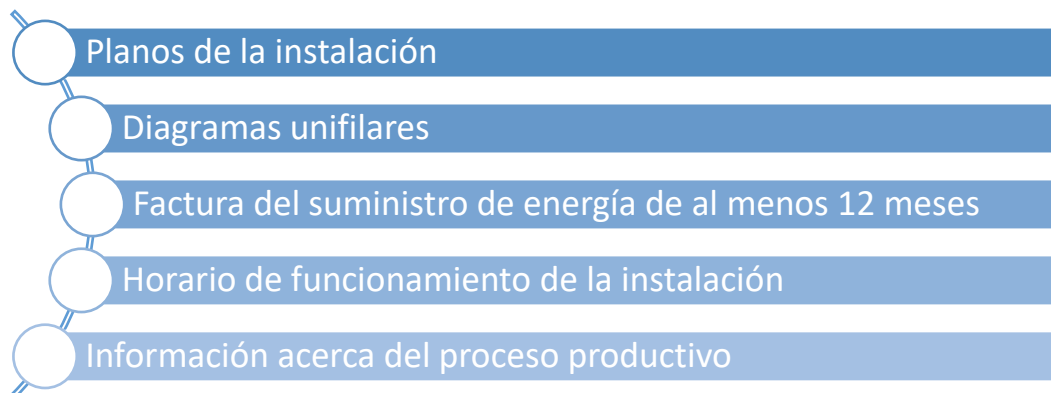 Planos de la instalación
Diagramas unifilares
Factura del suministro de energía de al menos 12 meses
Horario de funcionamiento de la instalación
Información acerca del proceso productivo